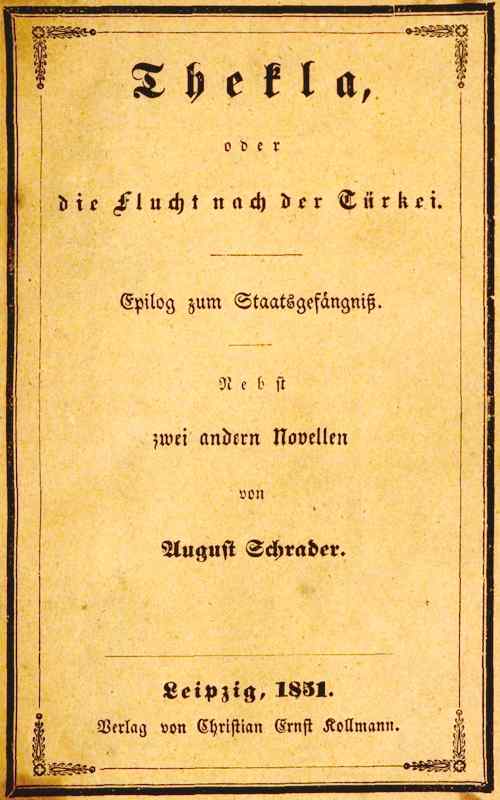 Thekla,
oder
die Flucht nach der Türkei.
Epilog zum Staatsgefängniß.
Nebst
zwei andern Novellen
von
August Schrader.
Leipzig, 1851.
Verlag von Christian Ernst Kollmann.